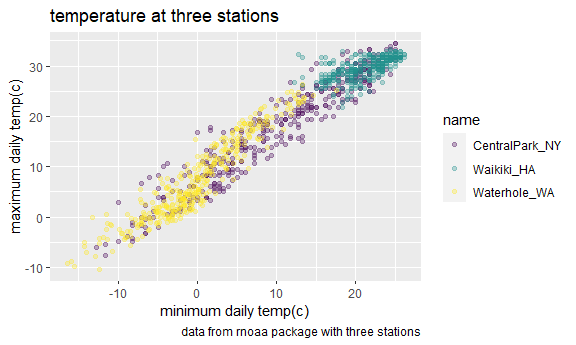 temperature at three stations
maximum daily temp(c)
30
20
10
0
-10
-10 0 10 20
minimum daily temp(c)
name
CentralPark_NY
Waikiki_HA
Waterhole_WA
data from rnoaa package with three stations